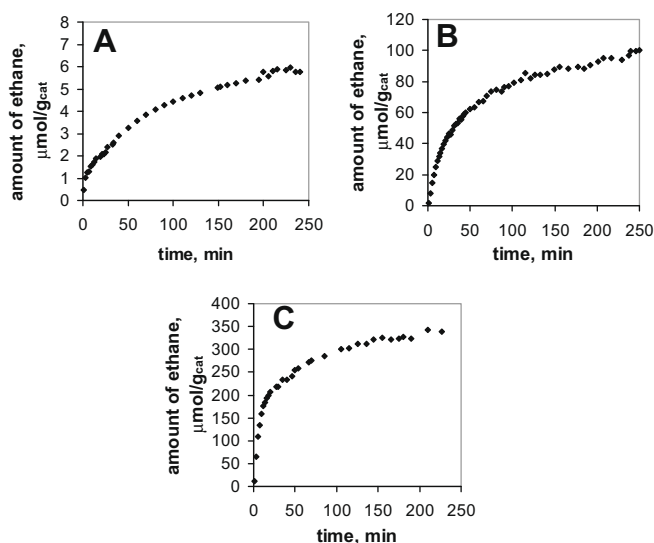 A
amount of ethane,
μmol/gcat
8
7
6
5
4
3
2
1
0
0 50 100 150 200 250
time, min
B
amount of ethane,
μmol/gcat
120
100
80
60
40
20
0
0 50 100 150 200 250
time, min
C
amount of ethane,
μmol/gcat
400
350
300
250
200
150
100
50
0
0 50 100 150 200 250
time, min